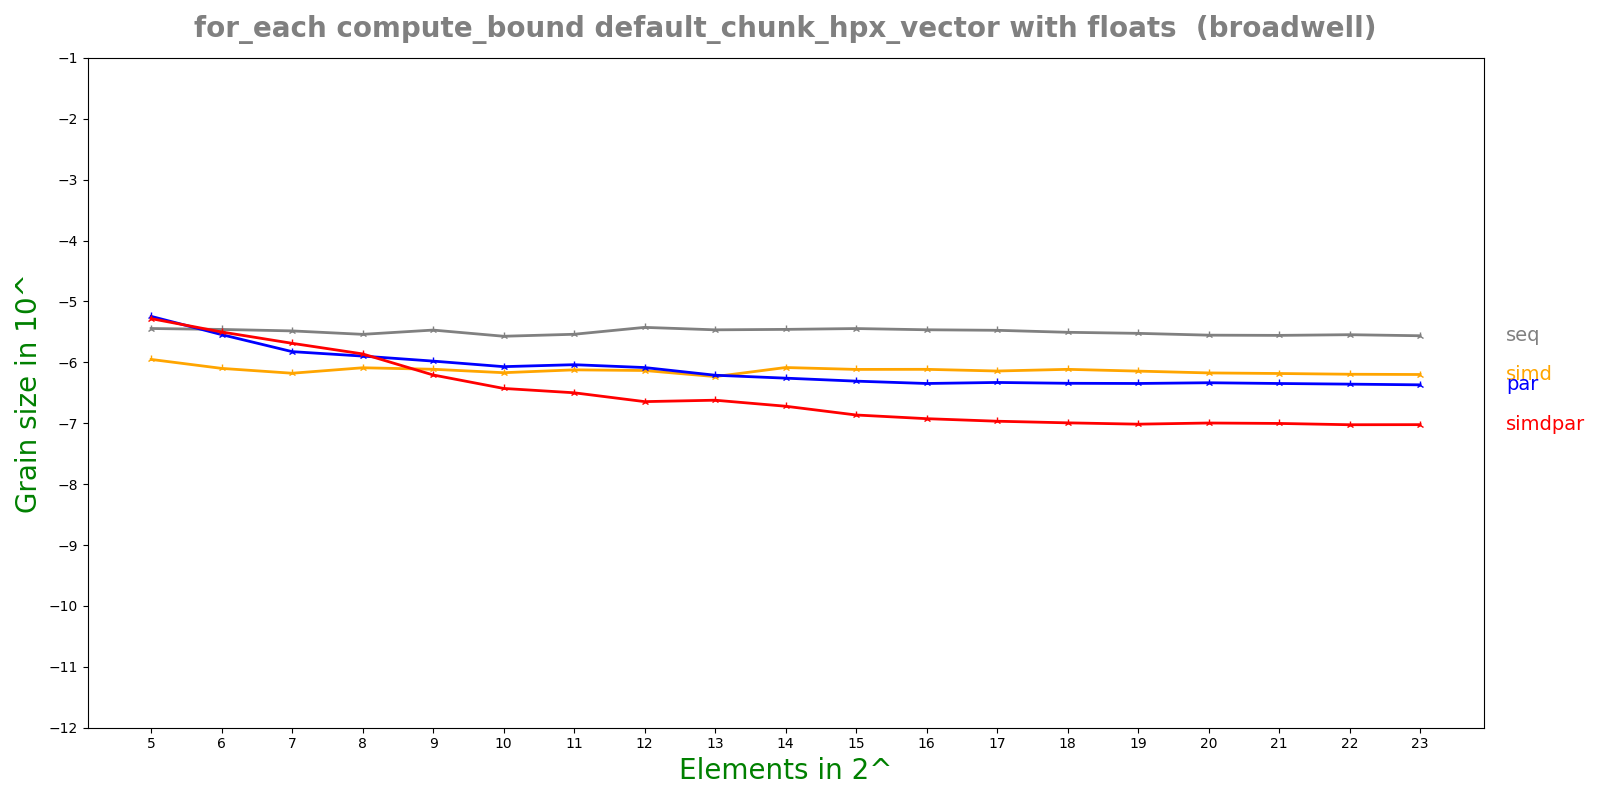 for_each compute_bound default_chunk_hpx_vector with floats  (broadwell)
Grain size in 10^
−1
−2
−3
−4
−5
−6
−7
−8
−9
−10
−11
−12
seq
simd
par
simdpar
5 6 7 8 9 10 11 12 13 14 15 16 17 18 19 20 21 22 23
Elements in 2^